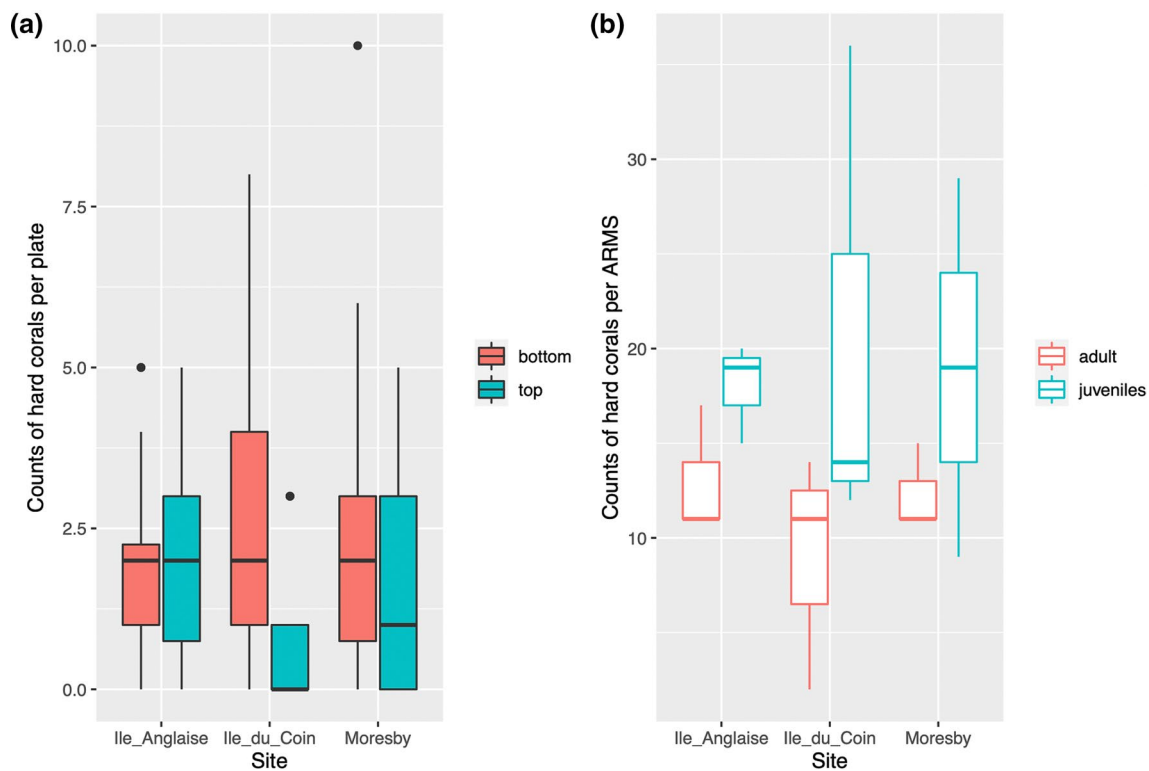 (a)
Counts of hard corals per plate
10.0
7.5
5.0
2.5
0.0
Ile_Anglaise
Ile_du_Coin
Moresby
Site
bottom
top
(b)
Counts of hard corals per ARMS
30
20
10
Ile_Anglaise
Ile_du_Coin
Moresby
Site
adult
juveniles